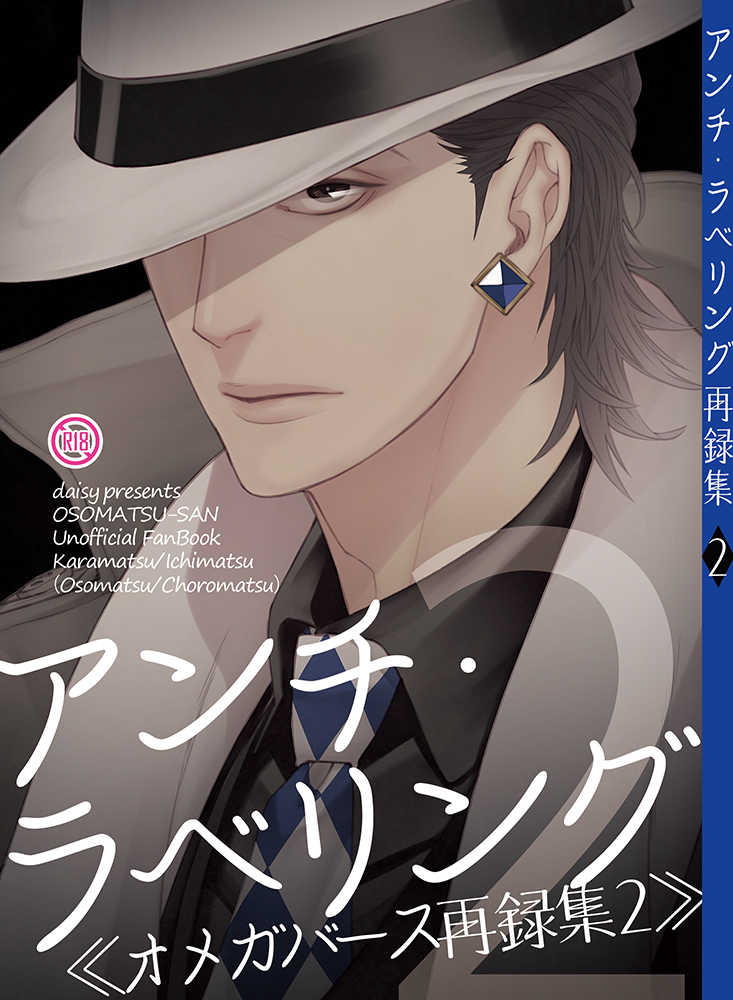 R18
daisy presents
OSOMATSU-SAN
Unofficial FanBook
Karamatsu/Ichimatsu
(Osomatsu/Choromatsu)
アンチ・
ラベリング
2
《オメガバース再録集2》
アンチ・ラベリング再録集2